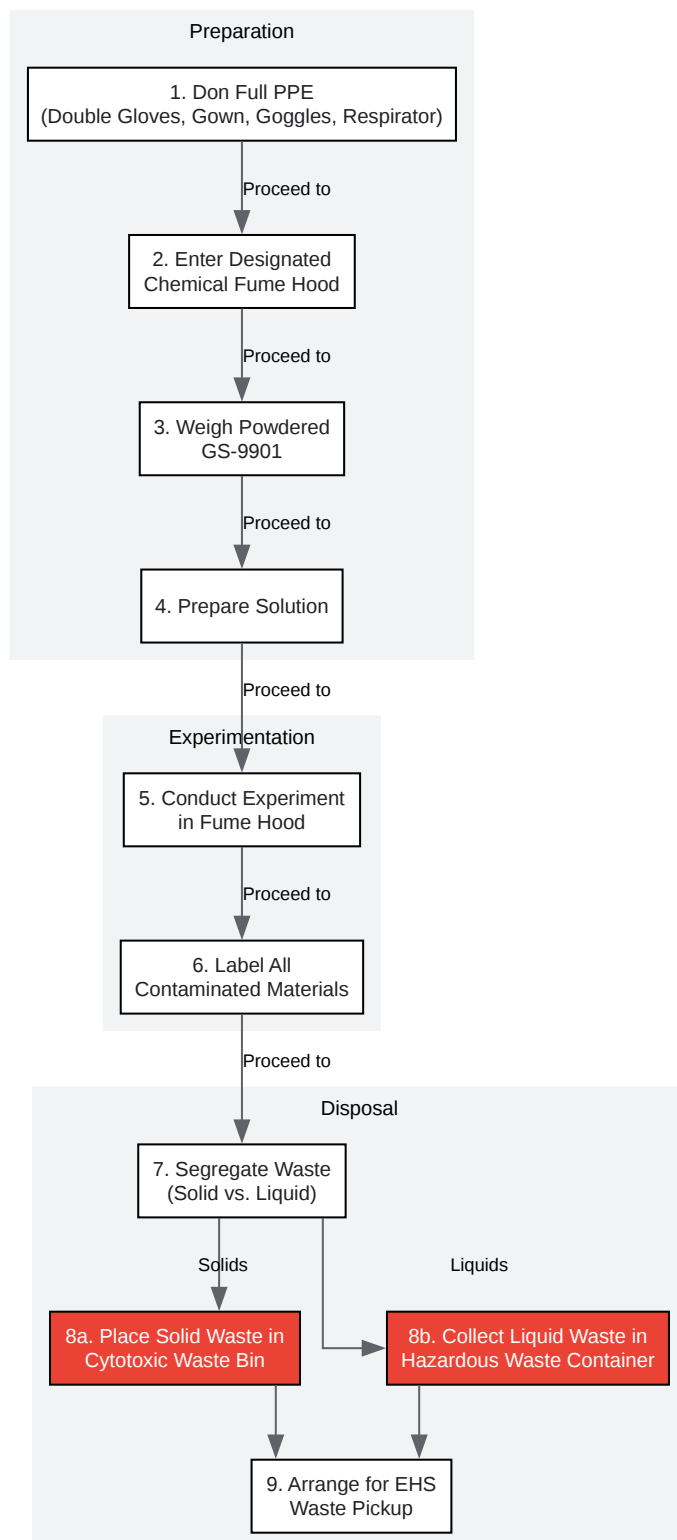 Preparation
1. Don Full PPE
(Double Gloves, Gown, Goggles, Respirator)
Proceed to
2. Enter Designated
Chemical Fume Hood
Proceed to
3. Weigh Powdered
GS-9901
Proceed to
4. Prepare Solution
Proceed to
Experimentation
5. Conduct Experiment
in Fume Hood
Proceed to
6. Label All
Contaminated Materials
Proceed to
Disposal
7. Segregate Waste
(Solid vs. Liquid)
Solids
Liquids
8a. Place Solid Waste in
Cytotoxic Waste Bin
8b. Collect Liquid Waste in
Hazardous Waste Container
9. Arrange for EHS
Waste Pickup